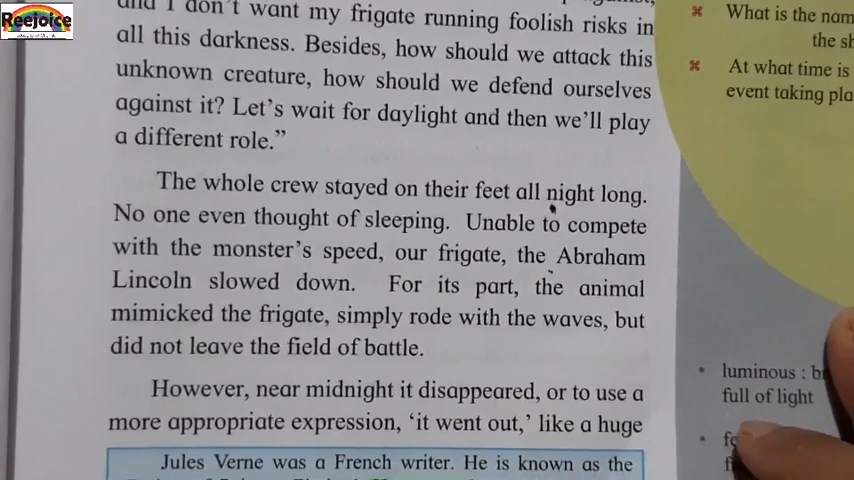 Reejoice
and I don't want my frigate running foolish risks in
all this darkness. Besides, how should we attack this
unknown creature, how should we defend ourselves
against it? Let's wait for daylight and then we'll play
a different role."
The whole crew stayed on their feet all night long.
No one even thought of sleeping. Unable to compete
with the monster's speed, our frigate, the Abraham
Lincoln slowed down. For its part, the animal
mimicked the frigate, simply rode with the waves, but
did not leave the field of battle.
However, near midnight it disappeared, or to use a
more appropriate expression, 'it went out,' like a huge
Jules Verne was a French writer. He is known as the
What is the nam
the sh
At what time is
event taking pla
luminous : b
full of light